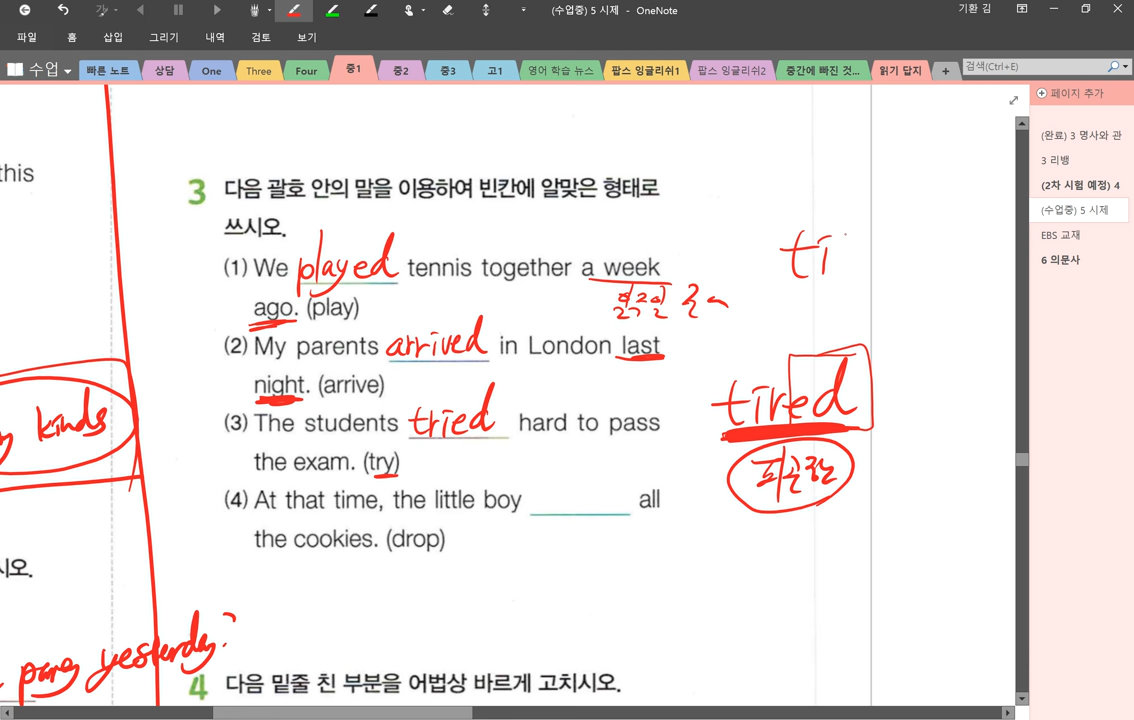 (수업중) 5 시제 - OneNote
기환 김
파일 홈 삽입 그리기 내역 검토 보기
수업 빠른 노트 상담 One Three Four 중1 중2 중3 고1 영어 학습 뉴스 팝스 잉글리쉬1 팝스 잉글리쉬2 중간에 빠진 것... 읽기 답지 + 검색(Ctrl+E)
페이지 추가
(완료) 3 명사와 관
3 리뱅
(2차 시험 예정) 4
(수업중) 5 시제
EBS 교재
6 의문사
this
3 다음 괄호 안의 말을 이용하여 빈칸에 알맞은 형태로
쓰시오.
(1) We played tennis together a week
ago. (play)
(2) My parents arrived in London last
night. (arrive)
(3) The students tried hard to pass
the exam. (try)
(4) At that time, the little boy all
the cookies. (drop)
ti
tired
피곤한
kinds
시오.
yesterday
4 다음 밑줄 친 부분을 어법상 바르게 고치시오.